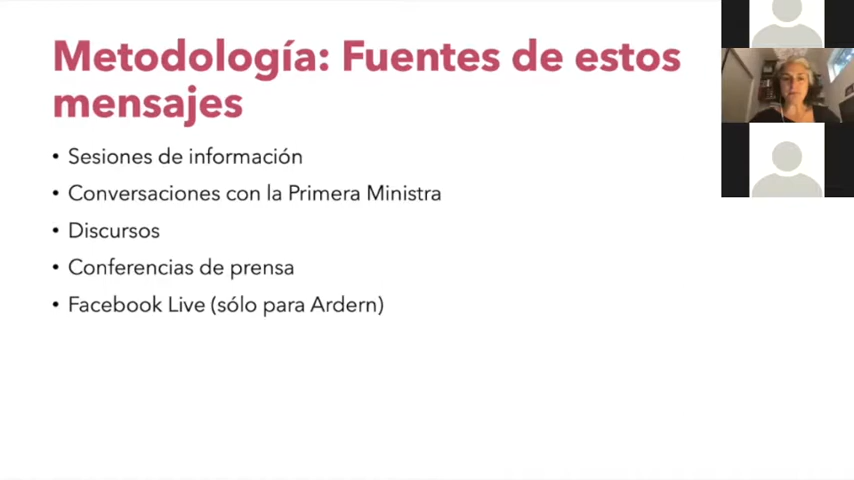 Metodología: Fuentes de estos
mensajes
• Sesiones de información
• Conversaciones con la Primera Ministra
• Discursos
• Conferencias de prensa
• Facebook Live (sólo para Ardern)